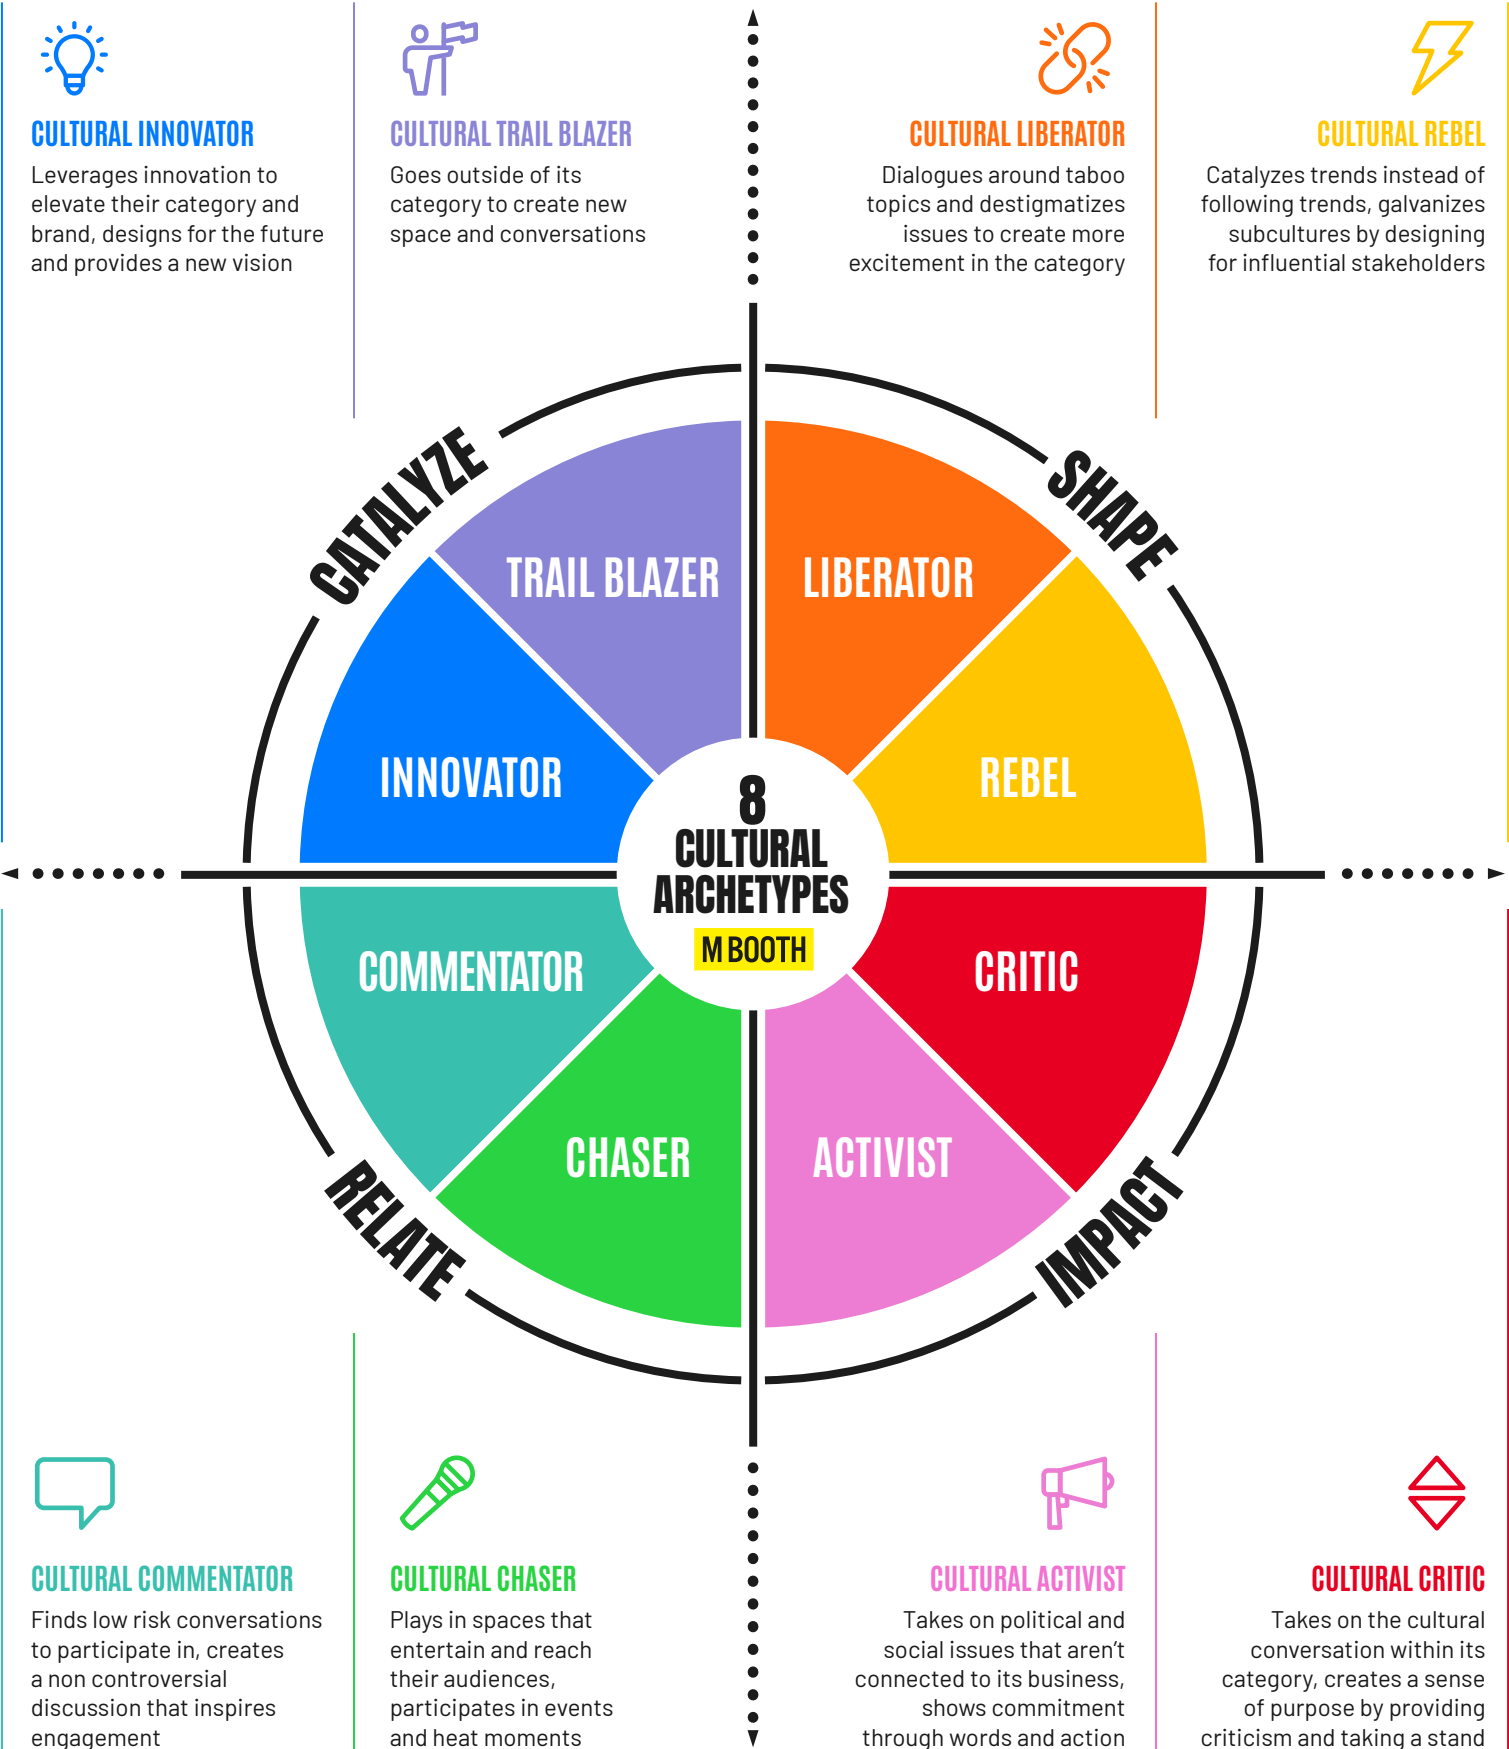 CULTURAL INNOVATOR
Leverages innovation to
elevate their category and
brand, designs for the future
and provides a new vision
CULTURAL TRAIL BLAZER
Goes outside of its
category to create new
space and conversations
CULTURAL LIBERATOR
Dialogues around taboo
topics and destigmatizes
issues to create more
excitement in the category
CULTURAL REBEL
Catalyzes trends instead of
following trends, galvanizes
subcultures by designing
for influential stakeholders
CATALYZE
SHAPE
TRAIL BLAZER
LIBERATOR
INNOVATOR
REBEL
8
CULTURAL
ARCHETYPES
M BOOTH
COMMENTATOR
CRITIC
CHASER
ACTIVIST
RELATE
IMPACT
CULTURAL COMMENTATOR
Finds low risk conversations
to participate in, creates
a non controversial
discussion that inspires
engagement
CULTURAL CHASER
Plays in spaces that
entertain and reach
their audiences,
participates in events
and heat moments
CULTURAL ACTIVIST
Takes on political and
social issues that aren't
connected to its business,
shows commitment
through words and action
CULTURAL CRITIC
Takes on the cultural
conversation within its
category, creates a sense
of purpose by providing
criticism and taking a stand